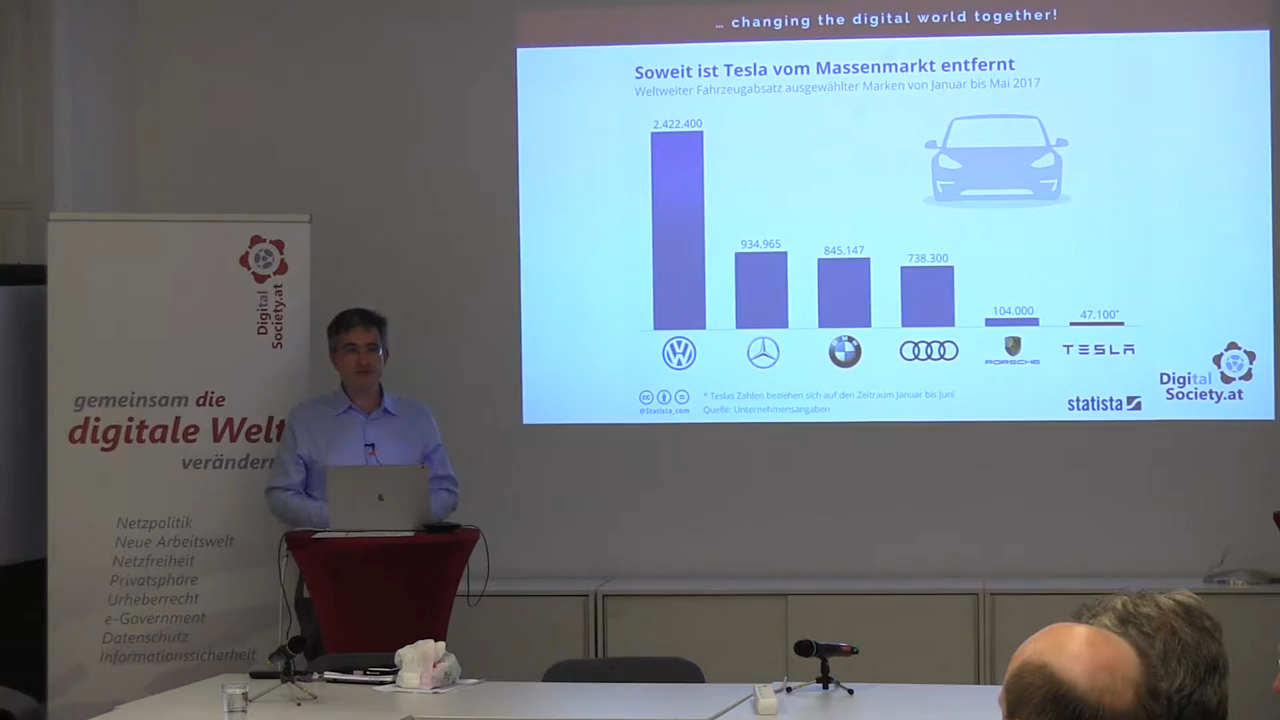 … changing the digital world together!
Soweit ist Tesla vom Massenmarkt entfernt
Weltweiter Fahrzeugabsatz ausgewählter Marken von Januar bis Mai 2017
2.422.400
934.965
845.147
738.300
104.000
47.100*
BMW
PORSCHE
TESLA
@Statista_com
* Teslas Zahlen beziehen sich auf den Zeitraum Januar bis Juni
Quelle: Unternehmensangaben
statista
Digital
Society.at
Digital
Society.at
gemeinsam die
digitale Welt
verändern
Netzpolitik
Neue Arbeitswelt
Netzfreiheit
Privatsphäre
Urheberrecht
e-Government
Datenschutz
Informationssicherheit